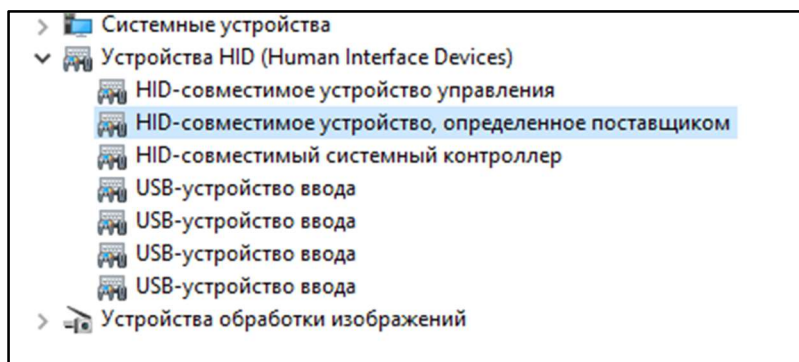 Системные устройства
Устройства HID (Human Interface Devices)
HID-совместимое устройство управления
HID-совместимое устройство, определенное поставщиком
HID-совместимый системный контроллер
USB-устройство ввода
USB-устройство ввода
USB-устройство ввода
USB-устройство ввода
Устройства обработки изображений